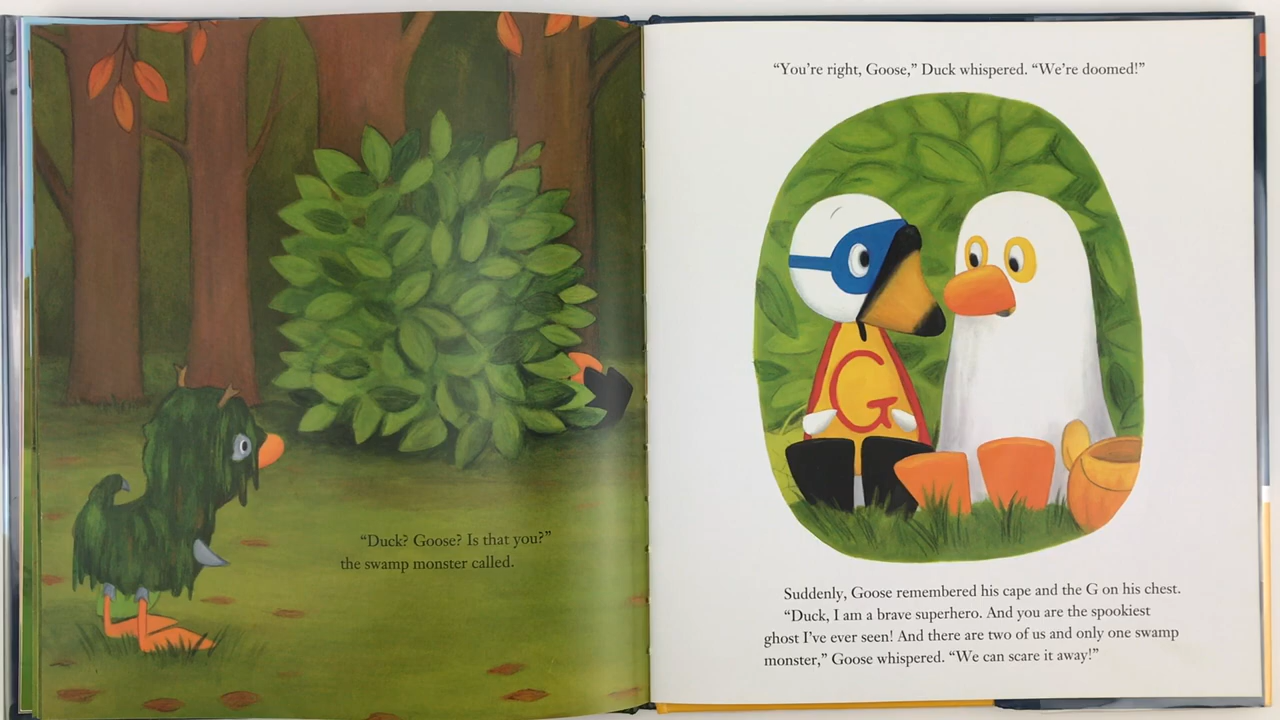 “Duck? Goose? Is that you?”
the swamp monster called.
“You’re right, Goose,” Duck whispered. “We’re doomed!”
G
Suddenly, Goose remembered his cape and the G on his chest.
“Duck, I am a brave superhero. And you are the spookiest
ghost I’ve ever seen! And there are two of us and only one swamp
monster,” Goose whispered. “We can scare it away!”